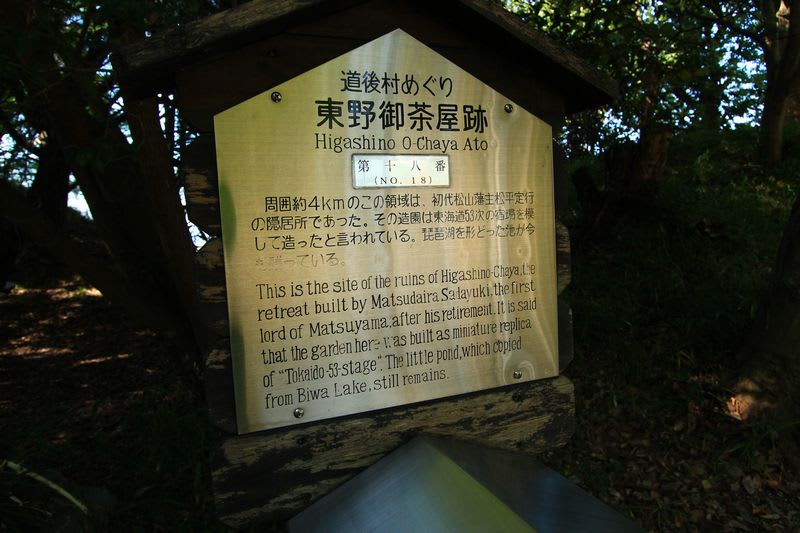 道後村めぐり
東野御茶屋跡
Higashino O-Chaya Ato
第十八番
(NO. 18)
周囲約4kmのこの領域は、初代松山藩主松平定行
の隠居所であった。その造園は東海道53次の宿場を模
して造ったと言われている。琵琶湖を形どった池が今
も残っている。
This is the site of the ruins of Higashino-Chaya, the
retreat built by Matsudaira Sadayuki, the first
lord of Matsuyama, after his retirement. It is said
that the garden here was built as miniature replica
of "Tokaido-53-stage". The little pond, which copied
from Biwa Lake, still remains.